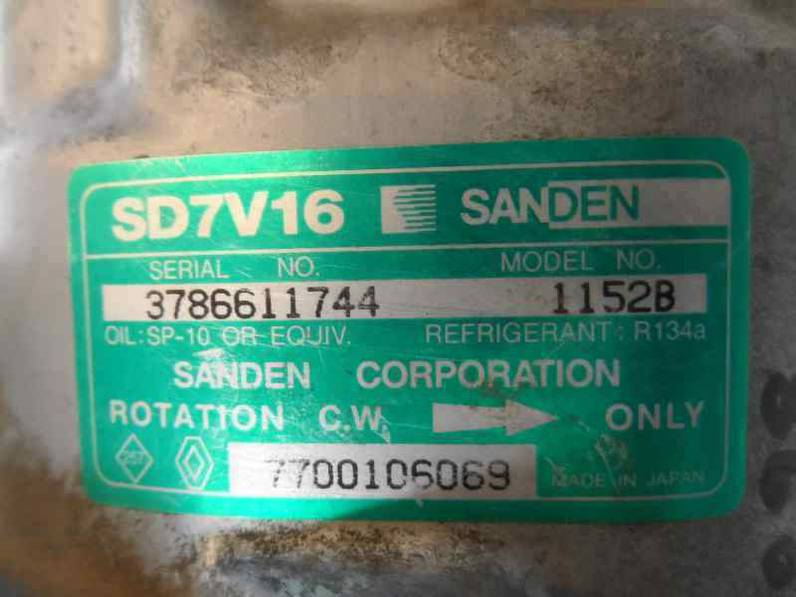 SD7V16 SANDEN
SERIAL NO. MODEL NO.
3786611744 1152B
OIL: SP-10 OR EQUIV. REFRIGERANT: R134a
SANDEN CORPORATION
ROTATION C.W. ONLY
7700106069 MADE IN JAPAN